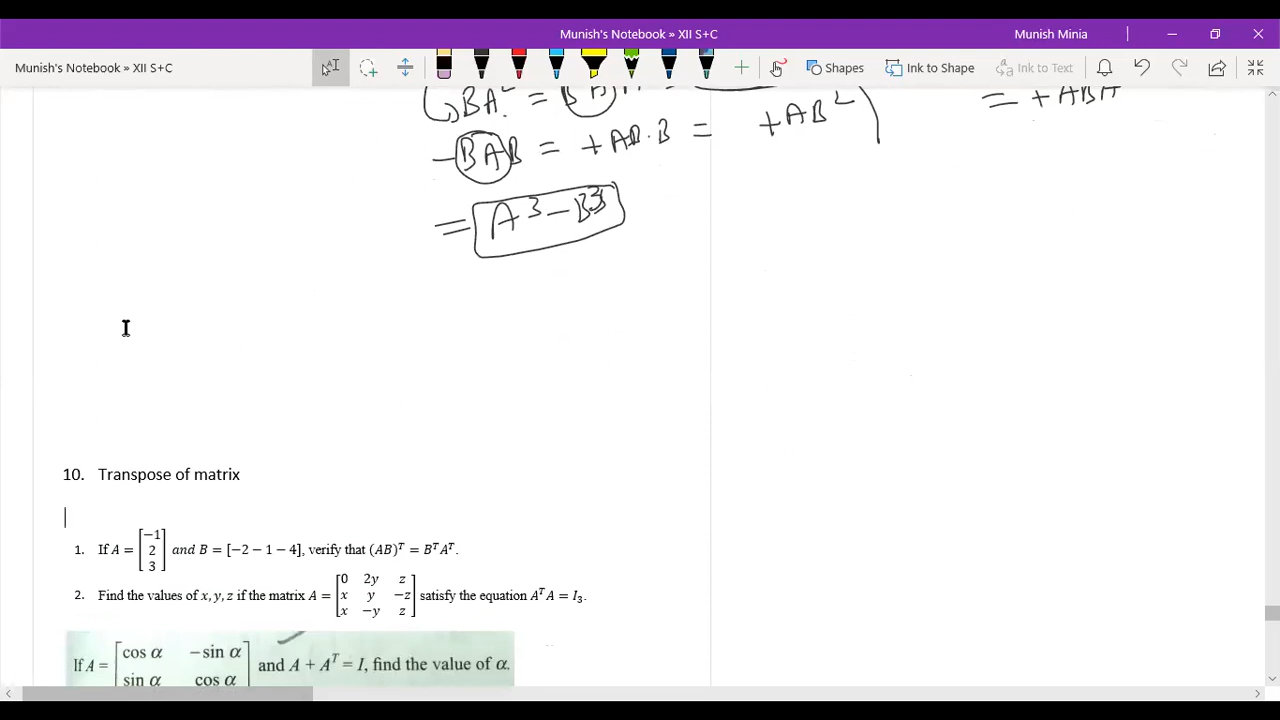 Munish's Notebook » XII S+C
Munish Minia
Munish's Notebook » XII S+C
Shapes
Ink to Shape
Ink to Text
= +ABA
-BAB = +AB·B = +AB²
= A³-B³
10. Transpose of matrix
1. If A = [-1 2 3] and B = [-2 -1 -4], verify that (AB)ᵀ = BᵀAᵀ.
2. Find the values of x, y, z if the matrix A = [0 2y z x y -z x -y z] satisfy the equation AᵀA = I₃.
If A = [cos α -sin α sin α cos α] and A + Aᵀ = I, find the value of α.